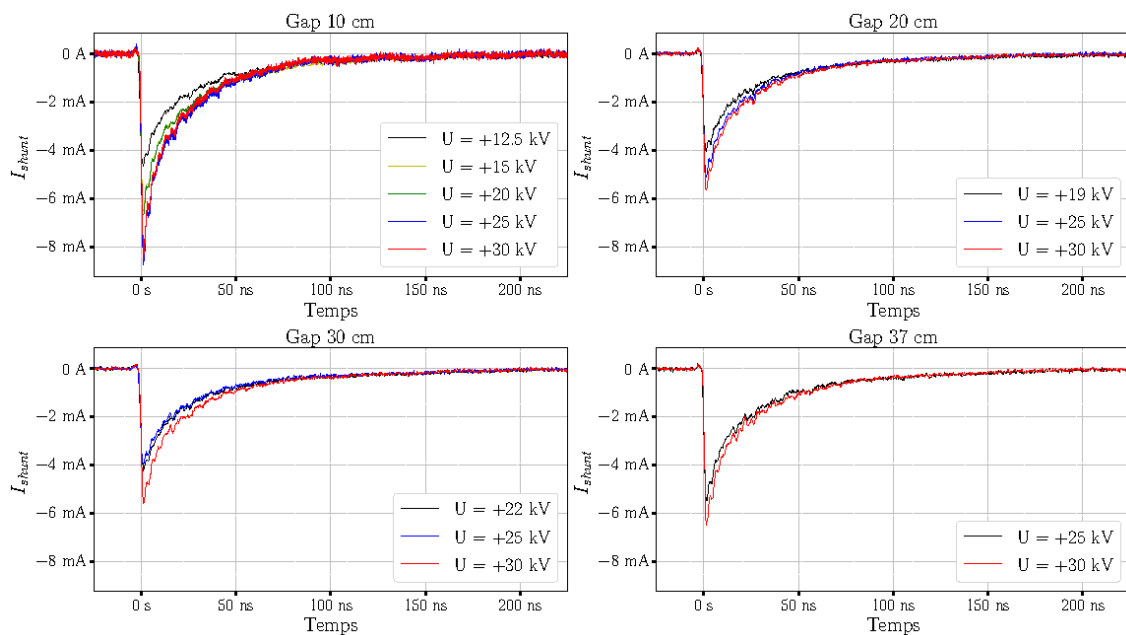 Gap 10 cm
0 A
−2 mA
−4 mA
−6 mA
−8 mA
I_shunt
U = +12.5 kV
U = +15 kV
U = +20 kV
U = +25 kV
U = +30 kV
0 s
50 ns
100 ns
150 ns
200 ns
Temps
Gap 20 cm
0 A
−2 mA
−4 mA
−6 mA
−8 mA
I_shunt
U = +19 kV
U = +25 kV
U = +30 kV
0 s
50 ns
100 ns
150 ns
200 ns
Temps
Gap 30 cm
0 A
−2 mA
−4 mA
−6 mA
−8 mA
I_shunt
U = +22 kV
U = +25 kV
U = +30 kV
0 s
50 ns
100 ns
150 ns
200 ns
Temps
Gap 37 cm
0 A
−2 mA
−4 mA
−6 mA
−8 mA
I_shunt
U = +25 kV
U = +30 kV
0 s
50 ns
100 ns
150 ns
200 ns
Temps